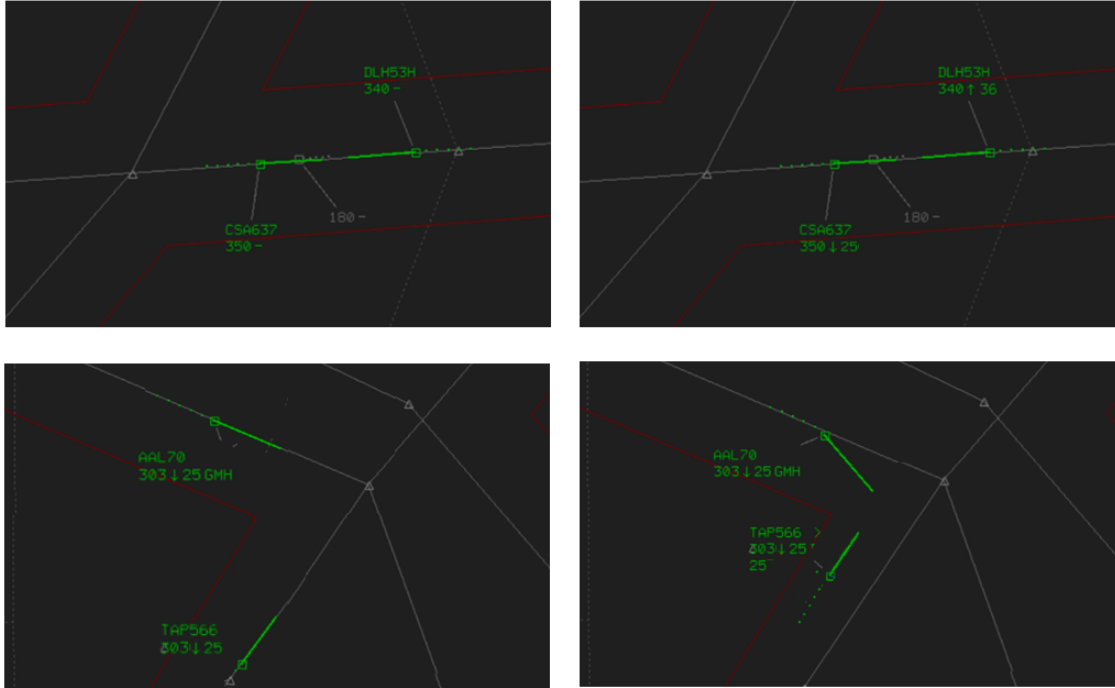 DLH53H
340-
180-
CSA637
350-
DLH53H
340↑36
180-
CSA637
350↓25
AAL70
303↓25 GMH
TAP566
303↓25
AAL70
303↓25 GMH
TAP566
303↓25
25